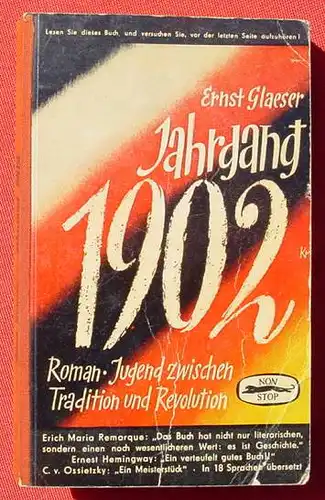 Lesen Sie dieses Buch, und versuchen Sie, vor der letzten Seite aufzuhören!
Ernst Glaeser
Jahrgang
1902
Roman · Jugend zwischen
Tradition und Revolution
NON
STOP
Erich Maria Remarque: „Das Buch hat nicht nur literarischen,
sondern einen noch wesentlicheren Wert: es ist Geschichte."
Ernest Hemingway: „Ein verteufelt gutes Buch!"
C. v. Ossietzky: „Ein Meisterstück" · In 18 Sprachen übersetzt